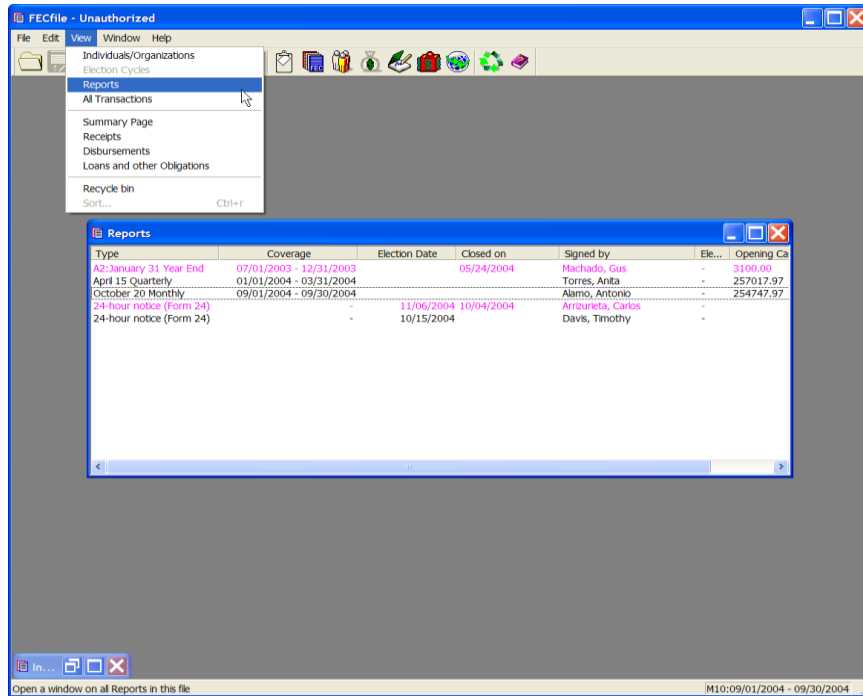 FECfile - Unauthorized
File Edit View Window Help
Individuals/Organizations
Election Cycles
Reports
All Transactions
Summary Page
Receipts
Disbursements
Loans and other Obligations
Recycle bin
Sort... Ctrl+r
Reports
Type Coverage Election Date Closed on Signed by Ele... Opening Ca
A2:January 31 Year End 07/01/2003 - 12/31/2003 05/24/2004 Machado, Gus - 3100.00
April 15 Quarterly 01/01/2004 - 03/31/2004 Torres, Anita - 257017.97
October 20 Monthly 09/01/2004 - 09/30/2004 Alamo, Antonio - 254747.97
24-hour notice (Form 24) - 11/06/2004 10/04/2004 Arrizurieta, Carlos -
24-hour notice (Form 24) - 10/15/2004 Davis, Timothy -
In...
Open a window on all Reports in this file M10:09/01/2004 - 09/30/2004